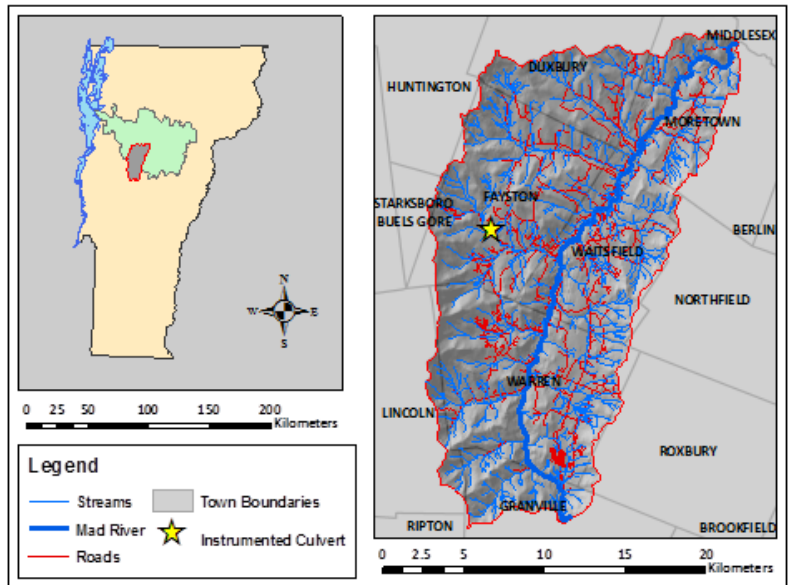 N
W E
S
0 25 50 100 150 200
Kilometers
Legend
Streams
Mad River
Roads
Town Boundaries
Instrumented Culvert
MIDDLESEX
DUXBURY
HUNTINGTON
MORETOWN
FAYSTON
STARKSBORO
BUELS GORE
BERLIN
WAITSFIELD
NORTHFIELD
WARREN
LINCOLN
ROXBURY
GRANVILLE
RIPTON
BROOKFIELD
0 2.5 5 10 15 20
Kilometers